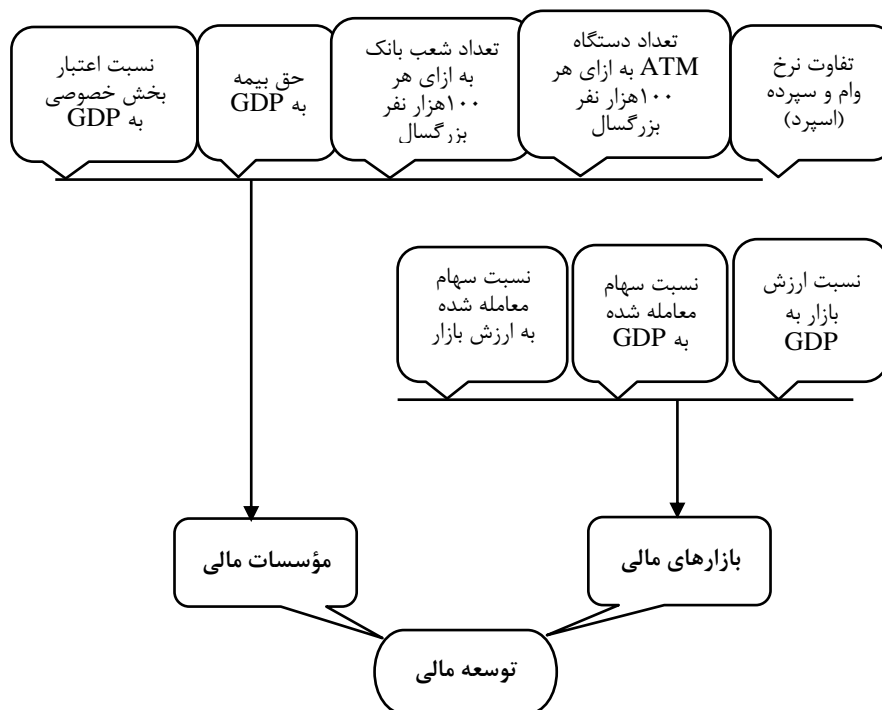 تفاوت نرخ
وام و سپرده
(اسپرد)
تعداد دستگاه
ATM به ازای هر
۱۰۰هزار نفر
بزرگسال
تعداد شعب بانک
به ازای هر
۱۰۰هزار نفر
بزرگسال
حق بیمه
به GDP
نسبت اعتبار
بخش خصوصی
به GDP
نسبت ارزش
بازار به
GDP
نسبت سهام
معامله شده
به GDP
نسبت سهام
معامله شده
به ارزش بازار
بازارهای مالی
مؤسسات مالی
توسعه مالی